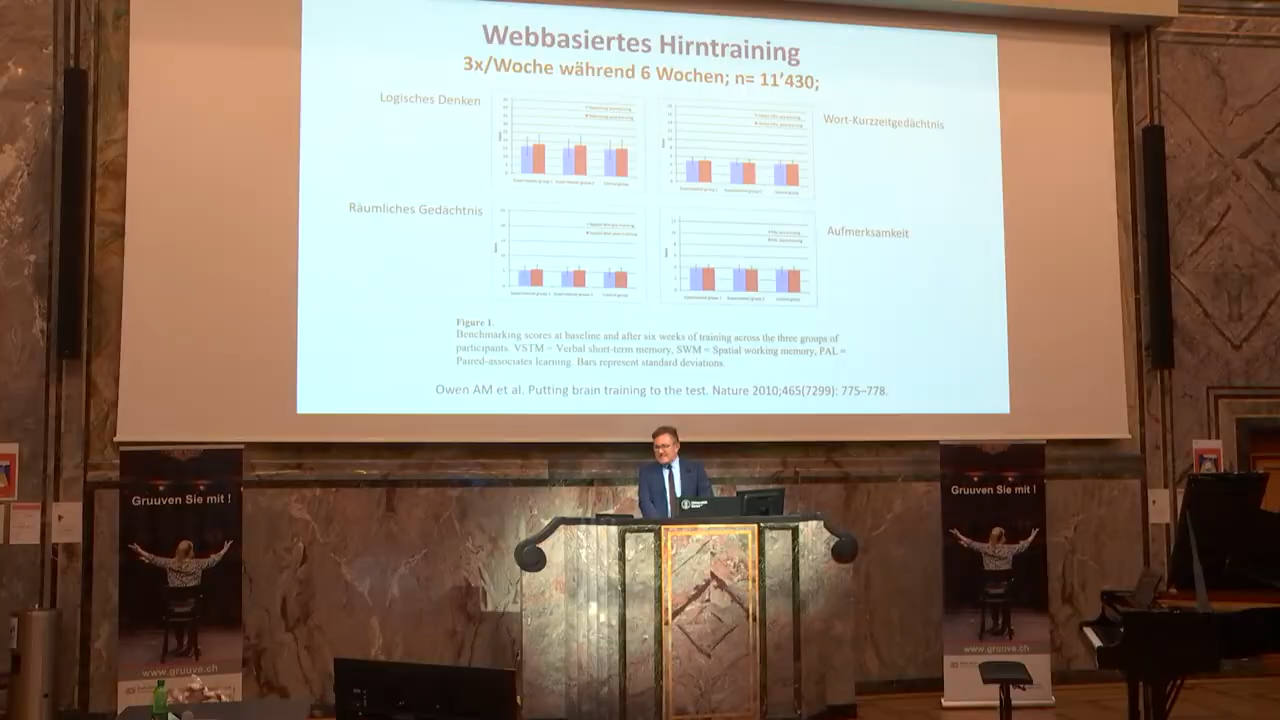 Webbasiertes Hirntraining
3x/Woche während 6 Wochen; n= 11’430;
Logisches Denken
Wort-Kurzzeitgedächtnis
Räumliches Gedächtnis
Aufmerksamkeit
Figure 1.
Benchmarking scores at baseline and after six weeks of training across the three groups of
participants. VSTM = Verbal short-term memory, SWM = Spatial working memory, PAL =
Paired-associates learning. Bars represent standard deviations.
Owen AM et al. Putting brain training to the test. Nature 2010;465(7299): 775–778.
Gruuven Sie mit !
www.gruuve.ch
Gruuven Sie mit !
www.gruuve.ch